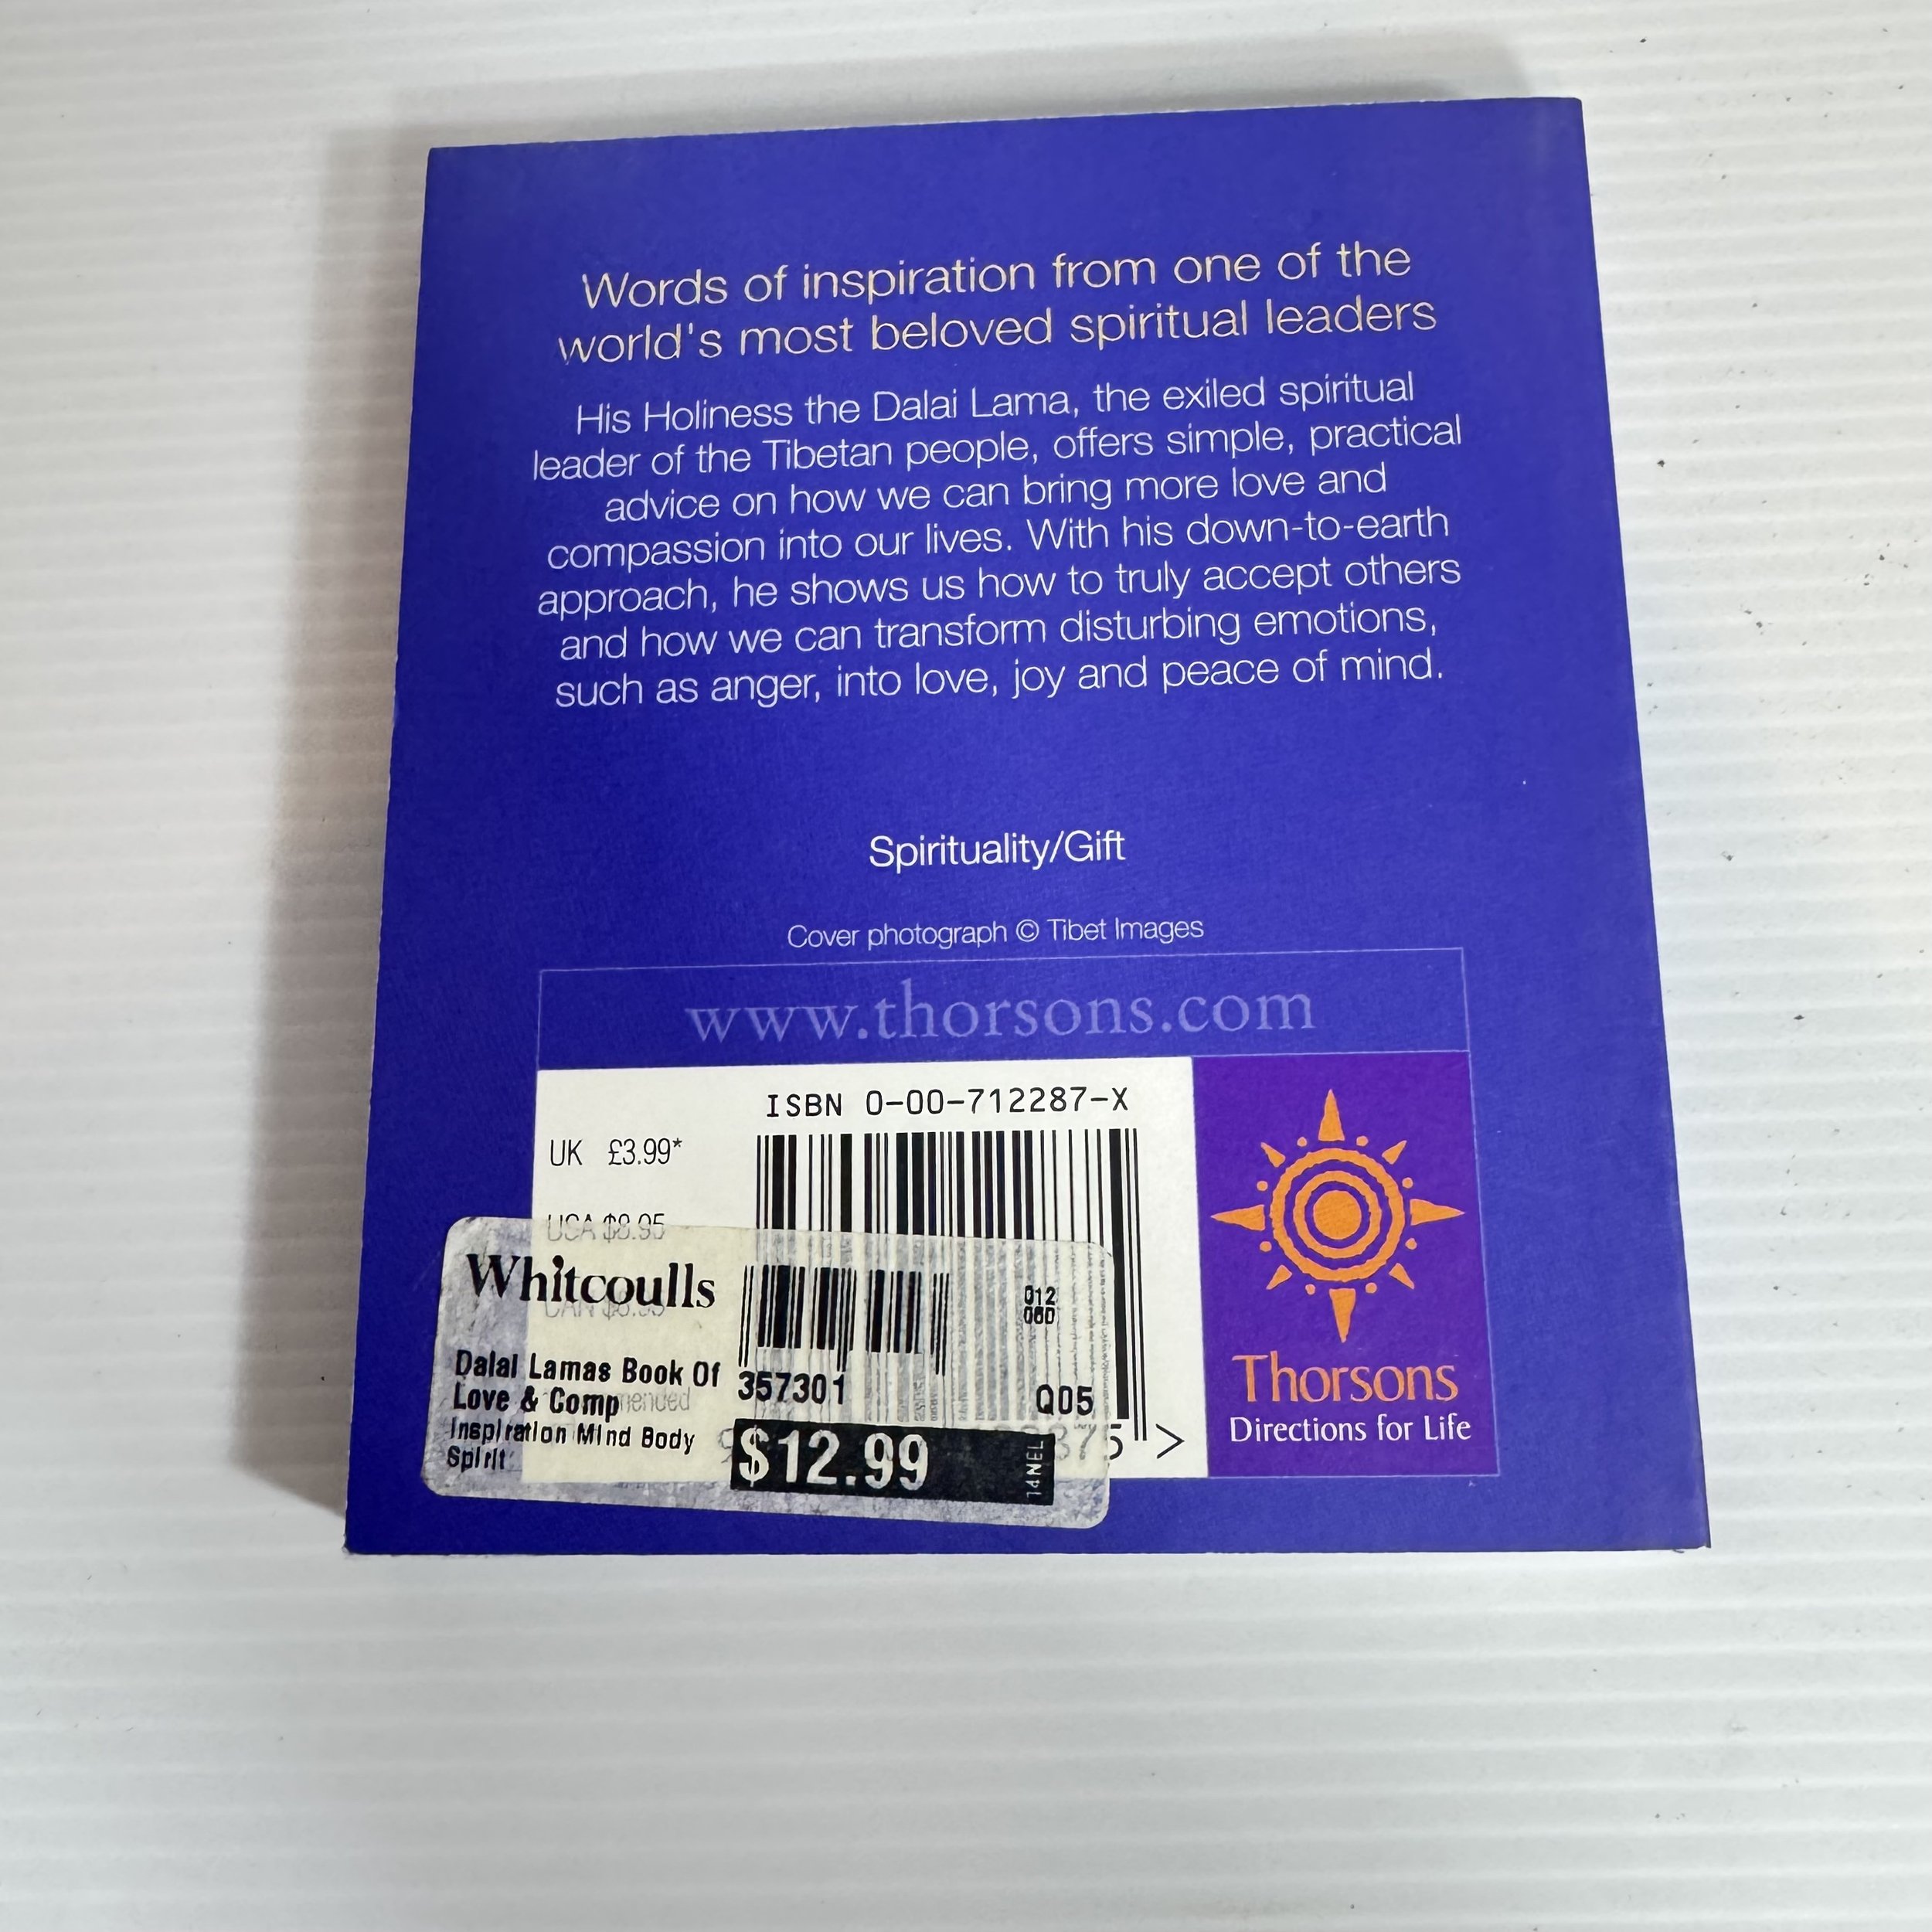 Words of inspiration from one of the
world's most beloved spiritual leaders
His Holiness the Dalai Lama, the exiled spiritual
leader of the Tibetan people, offers simple, practical
advice on how we can bring more love and
compassion into our lives. With his down-to-earth
approach, he shows us how to truly accept others
and how we can transform disturbing emotions,
such as anger, into love, joy and peace of mind.
Spirituality/Gift
Cover photograph © Tibet Images
www.thorsons.com
ISBN 0-00-712287-X
UK £3.99*
Whitcoulls
012
Dalai Lamas Book Of
Love & Comp
Inspiration Mind Body
Spirit
357301
Q05
$12.99
14NEL
>
Thorsons
Directions for Life